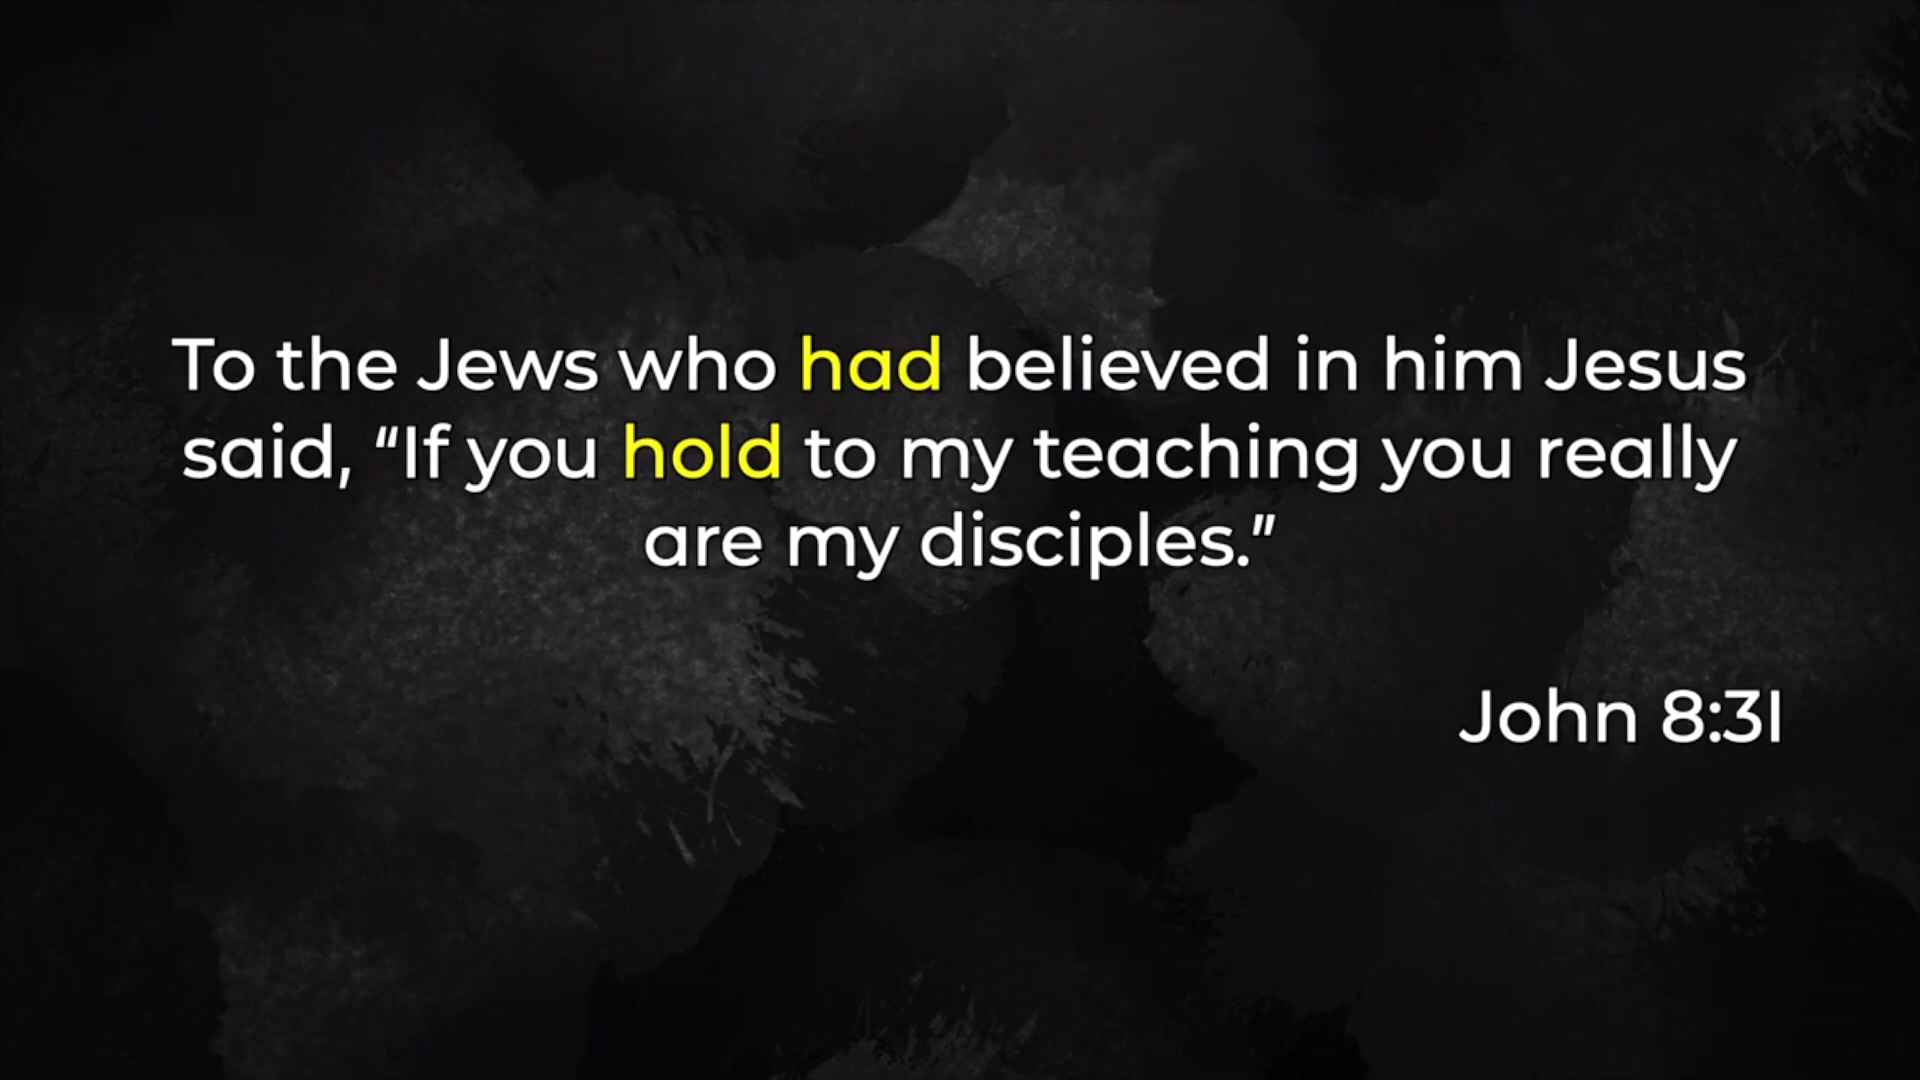 To the Jews who had believed in him Jesus
said, “If you hold to my teaching you really
are my disciples.”
John 8:31